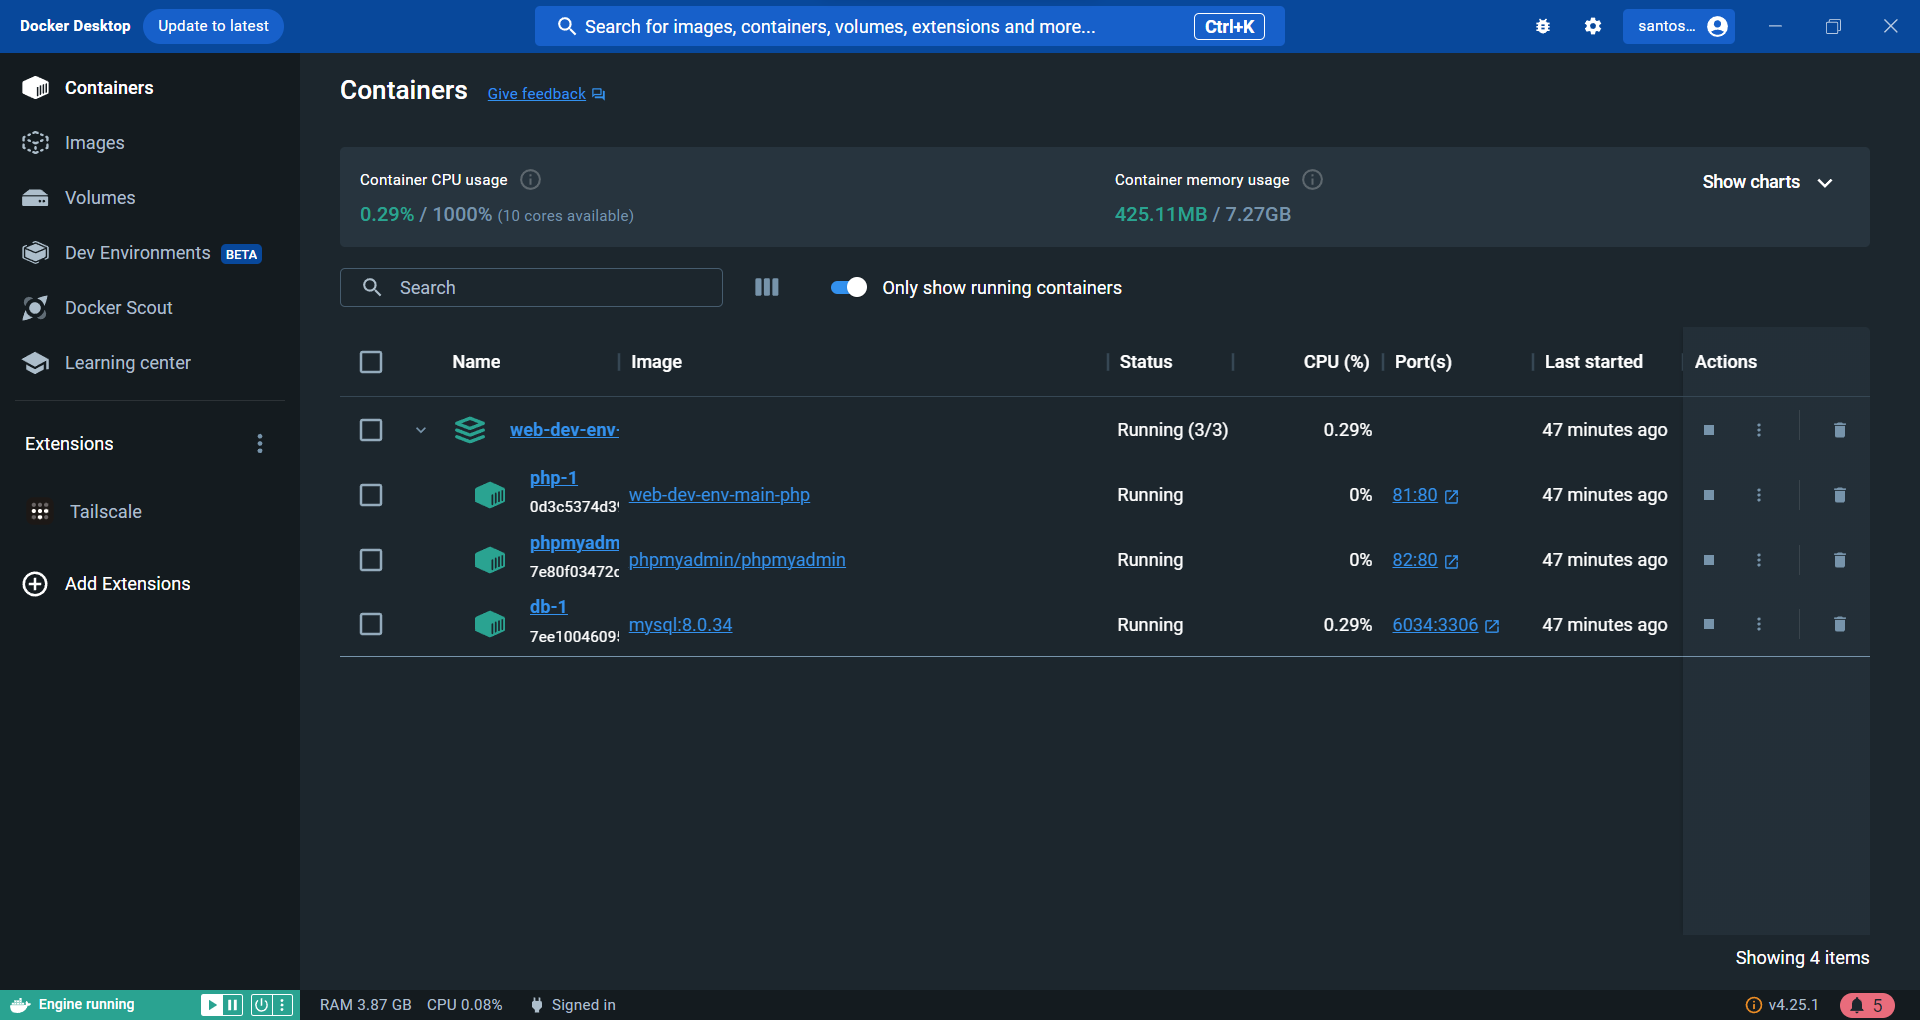 Docker Desktop Update to latest Search for images, containers, volumes, extensions and more... Ctrl+K santos...
Containers
Images
Volumes
Dev Environments BETA
Docker Scout
Learning center
Extensions
Tailscale
Add Extensions
Containers Give feedback
Container CPU usage Container memory usage Show charts
0.29% / 1000% (10 cores available) 425.11MB / 7.27GB
Search Only show running containers
Name Image Status CPU (%) Port(s) Last started Actions
web-dev-env- Running (3/3) 0.29% 47 minutes ago
php-1
0d3c5374d39 web-dev-env-main-php Running 0% 81:80 47 minutes ago
phpmyadm
7e80f03472c phpmyadmin/phpmyadmin Running 0% 82:80 47 minutes ago
db-1
7ee1004609 mysql:8.0.34 Running 0.29% 6034:3306 47 minutes ago
Showing 4 items
Engine running RAM 3.87 GB CPU 0.08% Signed in v4.25.1 5